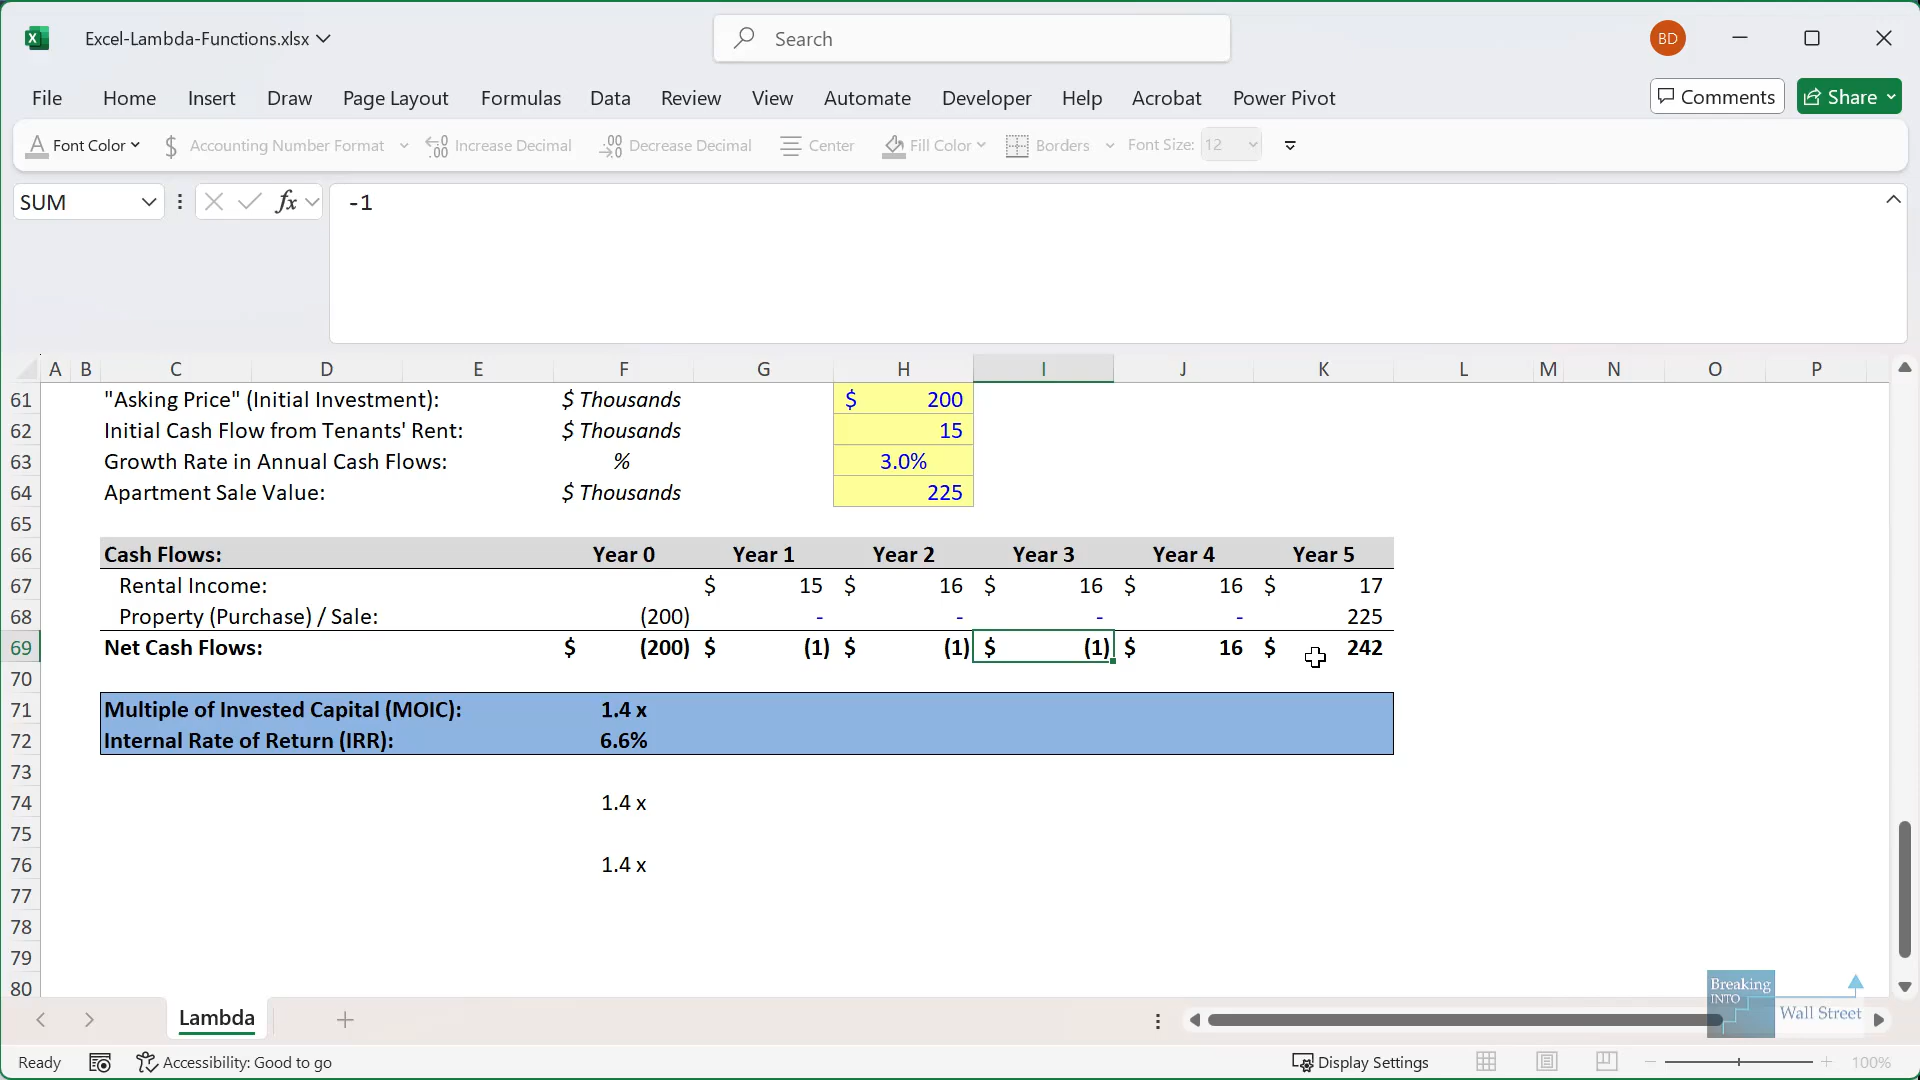 Excel-Lambda-Functions.xlsx
Search
BD
File Home Insert Draw Page Layout Formulas Data Review View Automate Developer Help Acrobat Power Pivot
Comments Share
Font Color Accounting Number Format Increase Decimal Decrease Decimal Center Fill Color Borders Font Size: 12
SUM fx -1
A B C D E F G H I J K L M N O P
61 "Asking Price" (Initial Investment): $ Thousands $ 200
62 Initial Cash Flow from Tenants' Rent: $ Thousands 15
63 Growth Rate in Annual Cash Flows: % 3.0%
64 Apartment Sale Value: $ Thousands 225
65
66 Cash Flows: Year 0 Year 1 Year 2 Year 3 Year 4 Year 5
67 Rental Income: $ 15 $ 16 $ 16 $ 16 $ 17
68 Property (Purchase) / Sale: (200) - - - - 225
69 Net Cash Flows: $ (200) $ (1) $ (1) $ (1) $ 16 $ 242
70
71 Multiple of Invested Capital (MOIC): 1.4 x
72 Internal Rate of Return (IRR): 6.6%
73
74 1.4 x
75
76 1.4 x
77
78
79
80
Breaking
INTO
Wall Street
Lambda
Ready Accessibility: Good to go Display Settings 100%